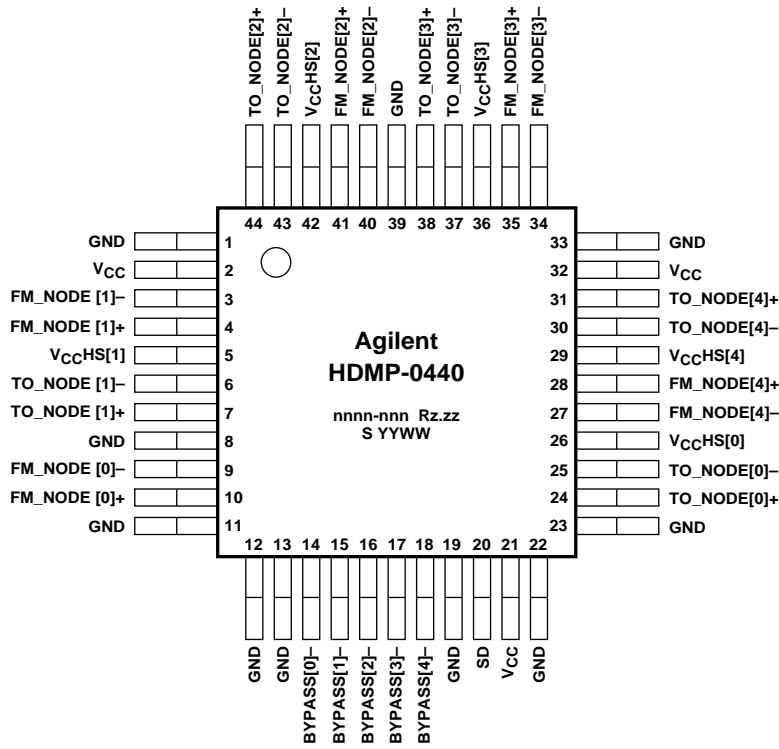 TO_NODE[2]+
TO_NODE[2]–
VCCHS[2]
FM_NODE[2]+
FM_NODE[2]–
GND
TO_NODE[3]+
TO_NODE[3]–
VCCHS[3]
FM_NODE[3]+
FM_NODE[3]–
44 43 42 41 40 39 38 37 36 35 34
GND 1
VCC 2
FM_NODE [1]– 3
FM_NODE [1]+ 4
VCCHS[1] 5
TO_NODE [1]– 6
TO_NODE [1]+ 7
GND 8
FM_NODE [0]– 9
FM_NODE [0]+ 10
GND 11
Agilent
HDMP-0440
nnnn-nnn Rz.zz
S YYWW
33 GND
32 VCC
31 TO_NODE[4]+
30 TO_NODE[4]–
29 VCCHS[4]
28 FM_NODE[4]+
27 FM_NODE[4]–
26 VCCHS[0]
25 TO_NODE[0]–
24 TO_NODE[0]+
23 GND
12 13 14 15 16 17 18 19 20 21 22
GND
GND
BYPASS[0]–
BYPASS[1]–
BYPASS[2]–
BYPASS[3]–
BYPASS[4]–
GND
SD
VCC
GND